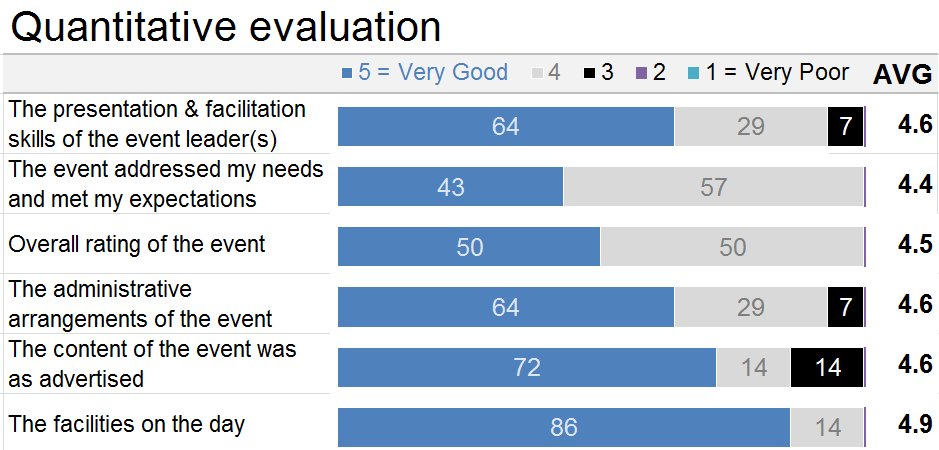 Quantitative evaluation
5 = Very Good 4 3 2 1 = Very Poor AVG
The presentation & facilitation
skills of the event leader(s)
64 29 7 4.6
The event addressed my needs
and met my expectations
43 57 4.4
Overall rating of the event
50 50 4.5
The administrative
arrangements of the event
64 29 7 4.6
The content of the event was
as advertised
72 14 14 4.6
The facilities on the day
86 14 4.9